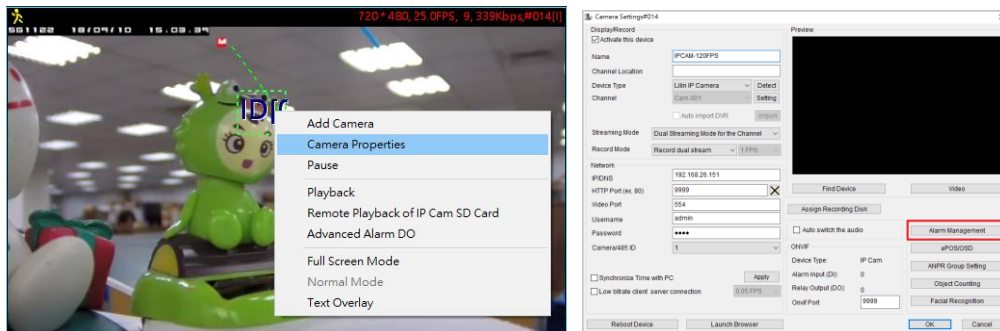 720*480, 25.0FPS, 9, 339Kbps,#014[I]
SG1122 18/09/10 15:08:39
Add Camera
Camera Properties
Pause
Playback
Remote Playback of IP Cam SD Card
Advanced Alarm DO
Full Screen Mode
Normal Mode
Text Overlay
Camera Settings#014
Display/Record
Activate this device
Name IPCAM-120FPS
Channel Location
Device Type Lilin IP Camera Detect
Channel Cam 001 Setting
Auto Import DVR Import
Streaming Mode Dual Streaming Mode for the Channel
Record Mode Record dual stream 1 FPS
Network
IP/DNS 192.168.26.151
HTTP Port (ex. 80) 9999
Video Port 554
Username admin
Password ••••
Camera/485 ID 1
Synchronize Time with PC Apply
Low bitrate client server connection 0.05 FPS
Reboot Device Launch Browser
Preview
Find Device Video
Assign Recording Disk
Auto switch the audio Alarm Management
ONVIF ePOS/OSD
Device Type: IP Cam
ANPR Group Setting
Alarm Input (DI): 0
Object Counting
Relay Output (DO): 0
Onvif Port 9999 Facial Recognition
OK Cancel